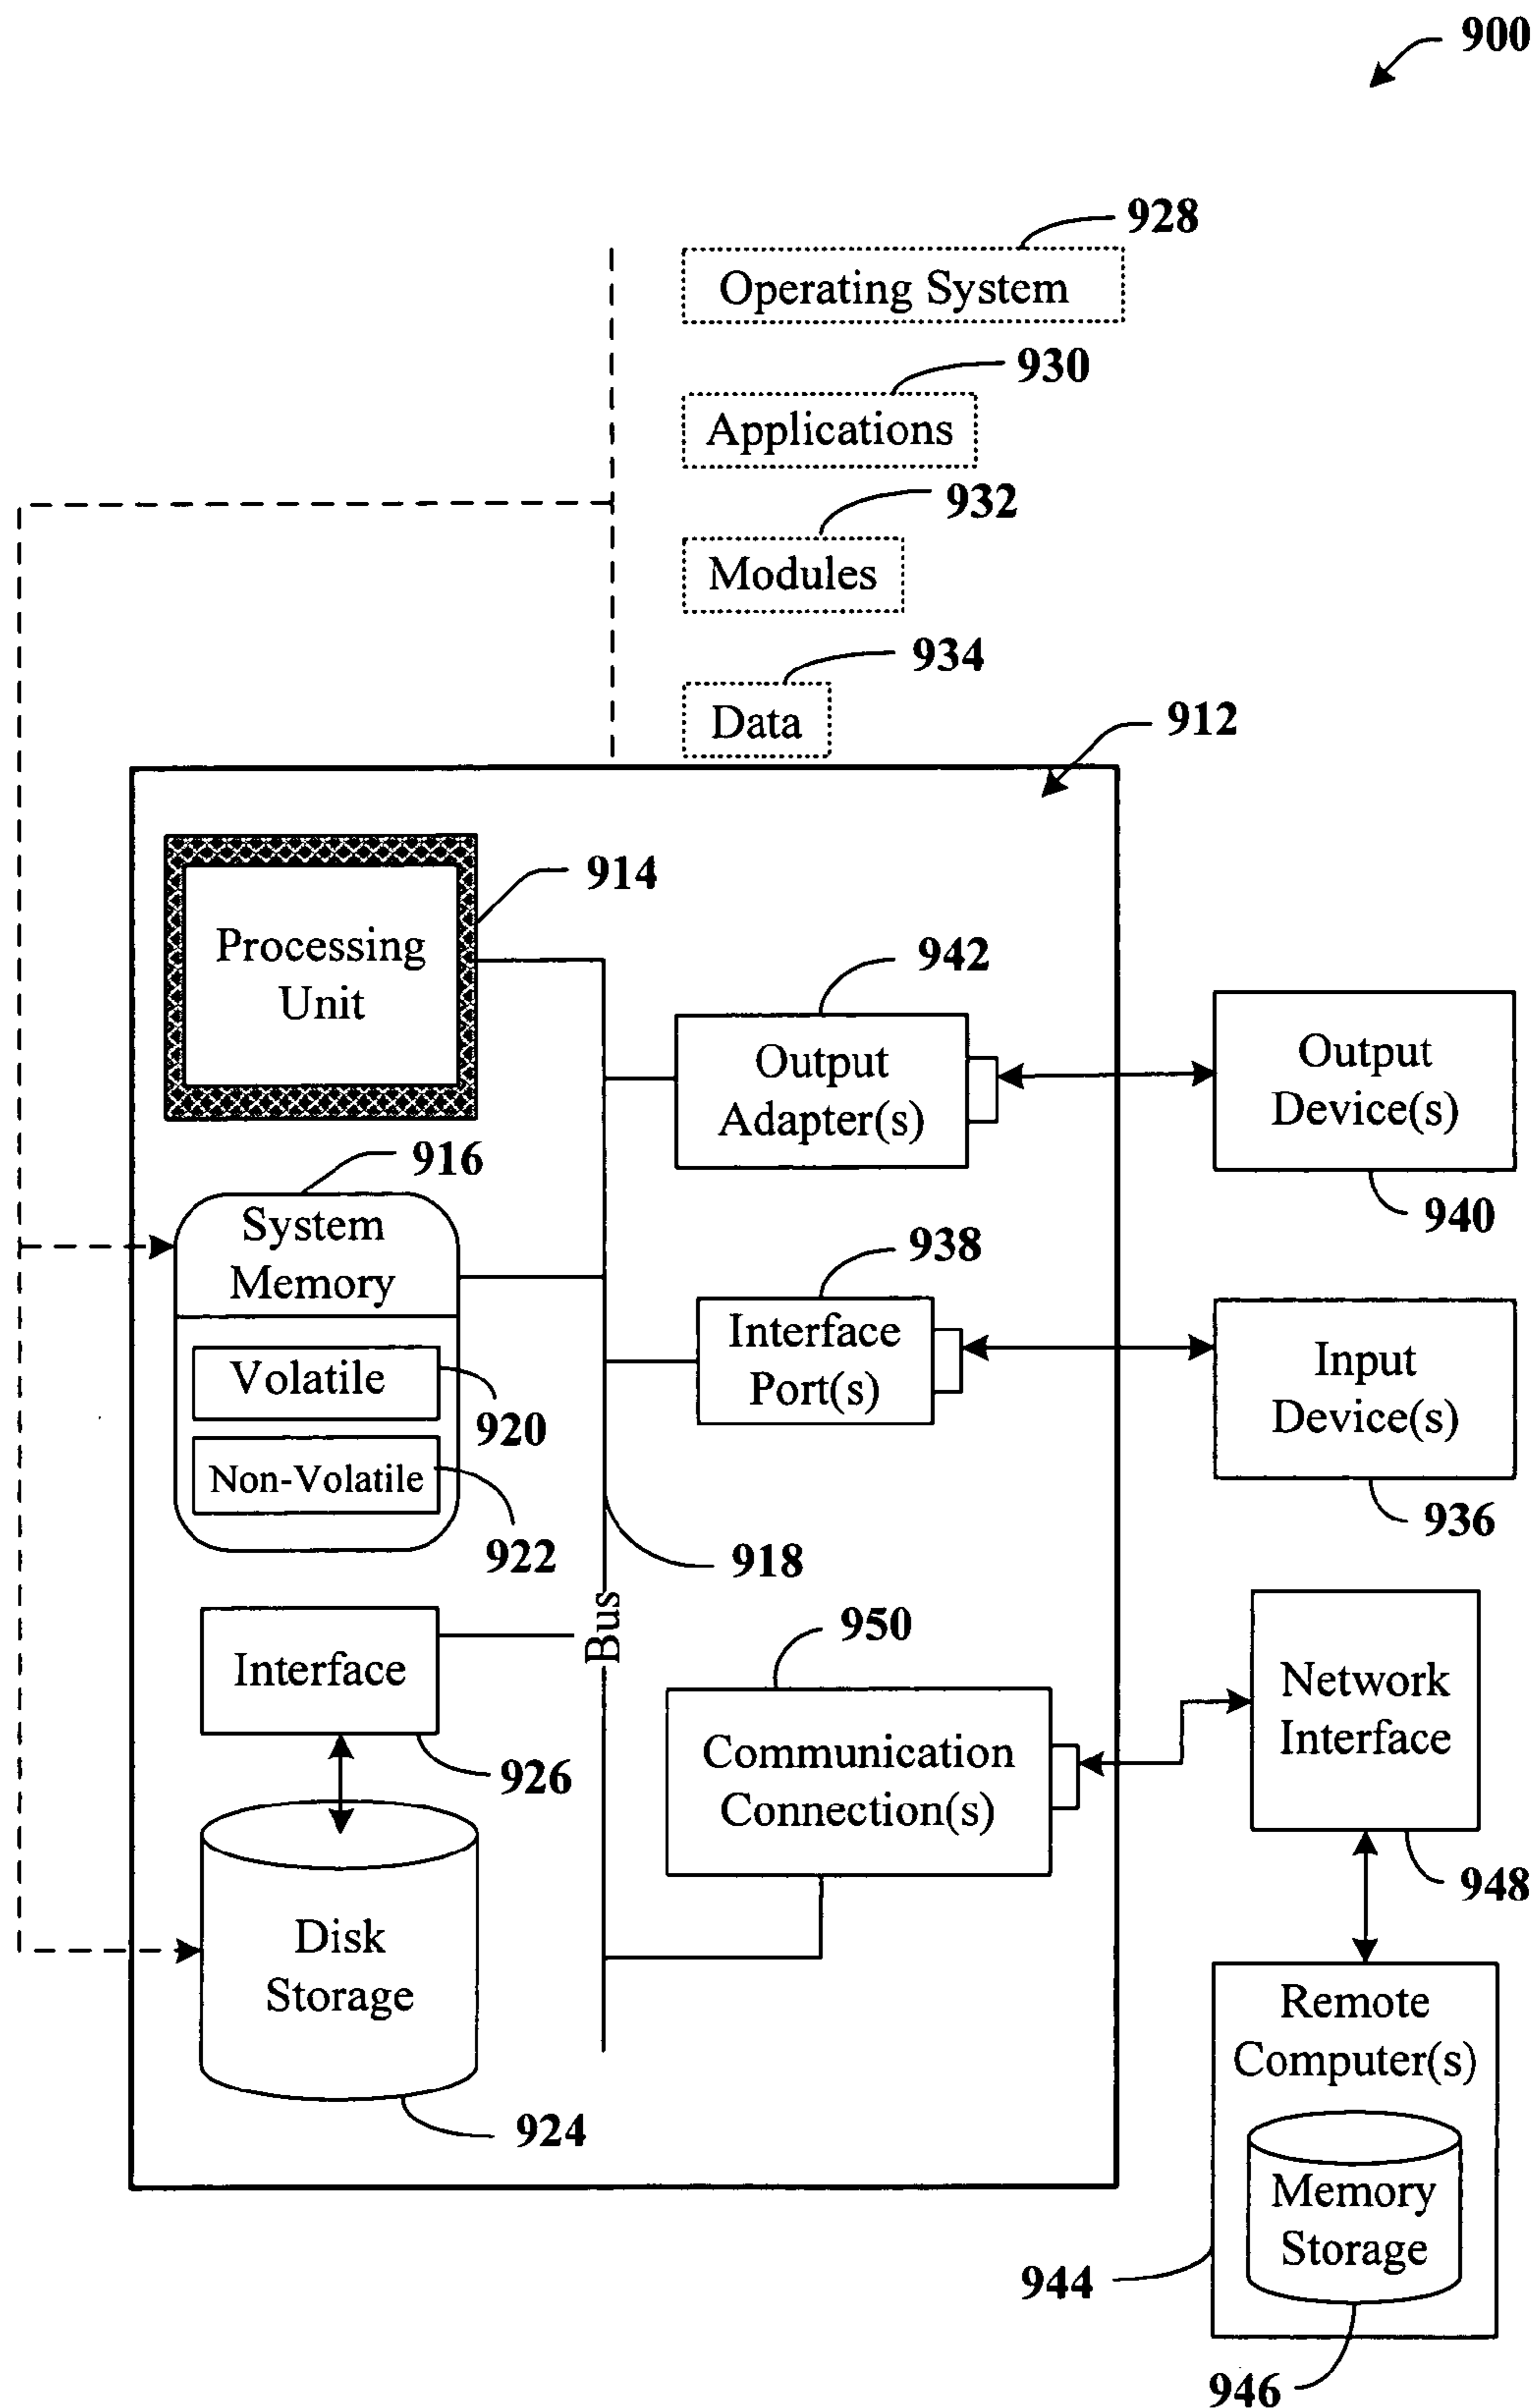 900
928
Operating System
930
Applications
932
Modules
934
Data
912
914
Processing
Unit
942
Output
Adapter(s)
Output
Device(s)
940
916
System
Memory
938
Interface
Port(s)
Volatile
920
Non-Volatile
922
Input
Device(s)
936
918
Bus
Interface
926
950
Communication
Connection(s)
Network
Interface
948
Disk
Storage
924
Remote
Computer(s)
Memory
Storage
944
946